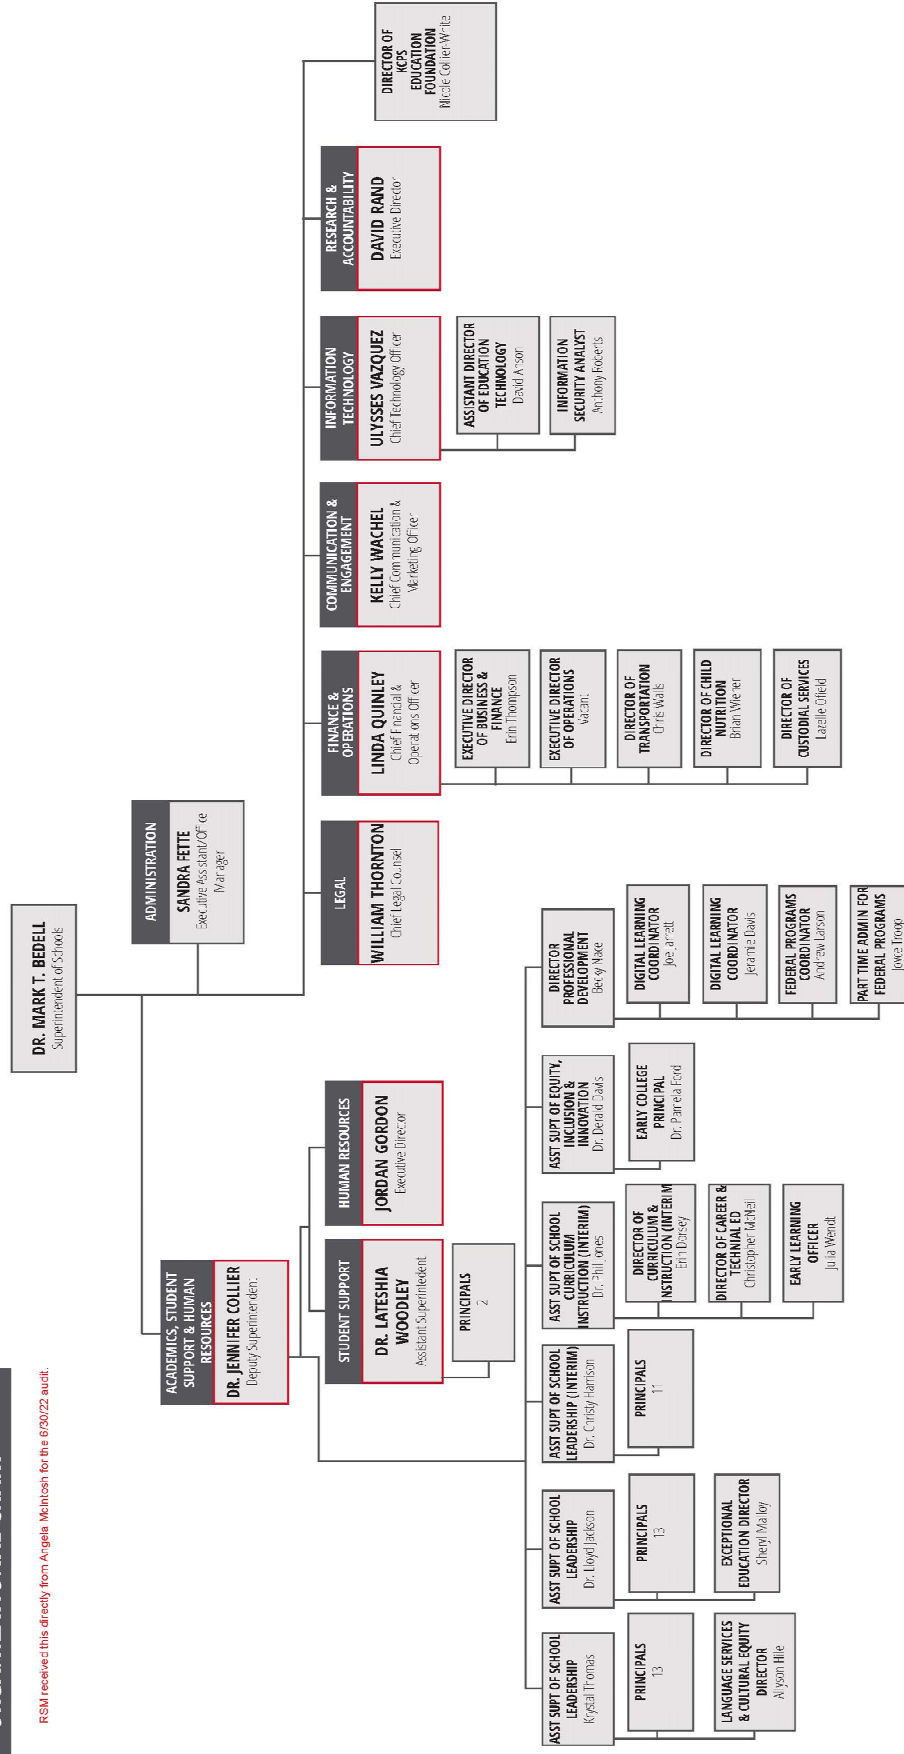 RSM received this directly from Angela McIntosh for the 6/30/22 audit.
DR. MARK T. BEDELL
Superintendent of Schools
ADMINISTRATION
SANDRA FETTE
Executive Assistant/Office
Manager
ACADEMICS, STUDENT
SUPPORT & HUMAN
RESOURCES
DR. JENNIFER COLLIER
Deputy Superintendent
STUDENT SUPPORT
DR. LATESHIA
WOODLEY
Assistant Superintedent
PRINCIPALS
2
HUMAN RESOURCES
JORDAN GORDON
Executive Director
LEGAL
WILLIAM THORNTON
Chief Legal Counsel
FINANCE &
OPERATIONS
LINDA QUINLEY
Chief Financial &
Operations Officer
EXECUTIVE DIRECTOR
OF BUSINESS &
FINANCE
Erin Thompson
EXECUTIVE DIRECTOR
OF OPERATIONS
Vacant
DIRECTOR OF
TRANSPORTATION
Chris Walls
DIRECTOR OF CHILD
NUTRITION
Brian Wiener
DIRECTOR OF
CUSTODIAL SERVICES
Lazelle Ofield
COMMUNICATION &
ENGAGEMENT
KELLY WACHEL
Chief Communication &
Marketing Officer
INFORMATION
TECHNOLOGY
ULYSSES VAZQUEZ
Chief Technology Officer
ASSISTANT DIRECTOR
OF EDUCATION
TECHNOLOGY
David Anson
INFORMATION
SECURITY ANALYST
Anthony Roberts
RESEARCH &
ACCOUNTABILITY
DAVID RAND
Executive Director
DIRECTOR OF
KCPS
EDUCATION
FOUNDATION
Nicole Collier-White
ASST SUPT OF SCHOOL
LEADERSHIP
Krystal Thomas
PRINCIPALS
13
LANGUAGE SERVICES
& CULTURAL EQUITY
DIRECTOR
Allyson Hile
ASST SUPT OF SCHOOL
LEADERSHIP
Dr. Lloyd Jackson
PRINCIPALS
13
EXCEPTIONAL
EDUCATION DIRECTOR
Sheryl Malloy
ASST SUPT OF SCHOOL
LEADERSHIP (INTERIM)
Dr. Christy Harrison
PRINCIPALS
11
ASST SUPT OF SCHOOL
CURRICULUM
INSTRUCTION (INTERIM)
Dr. Phil Jones
DIRECTOR OF
CURRICULUM &
INSTRUCTION (INTERIM
Erin Dorsey
DIRECTOR OF CAREER &
TECHNIAL ED
Christopher McNeil
EARLY LEARNING
OFFICER
Julia Wendt
ASST SUPT OF EQUITY,
INCLUSION &
INNOVATION
Dr. Derald Davis
EARLY COLLEGE
PRINCIPAL
Dr. Pamela Ford
DIRECTOR
PROFESSIONAL
DEVELOPMENT
Becky Nace
DIGITAL LEARNING
COORDINATOR
Joe Jarrett
DIGITAL LEARNING
COORDINATOR
Jeramie Davis
FEDERAL PROGRAMS
COORDINATOR
Andrew Larson
PART TIME ADMIN FOR
FEDERAL PROGRAMS
Joyce Troop